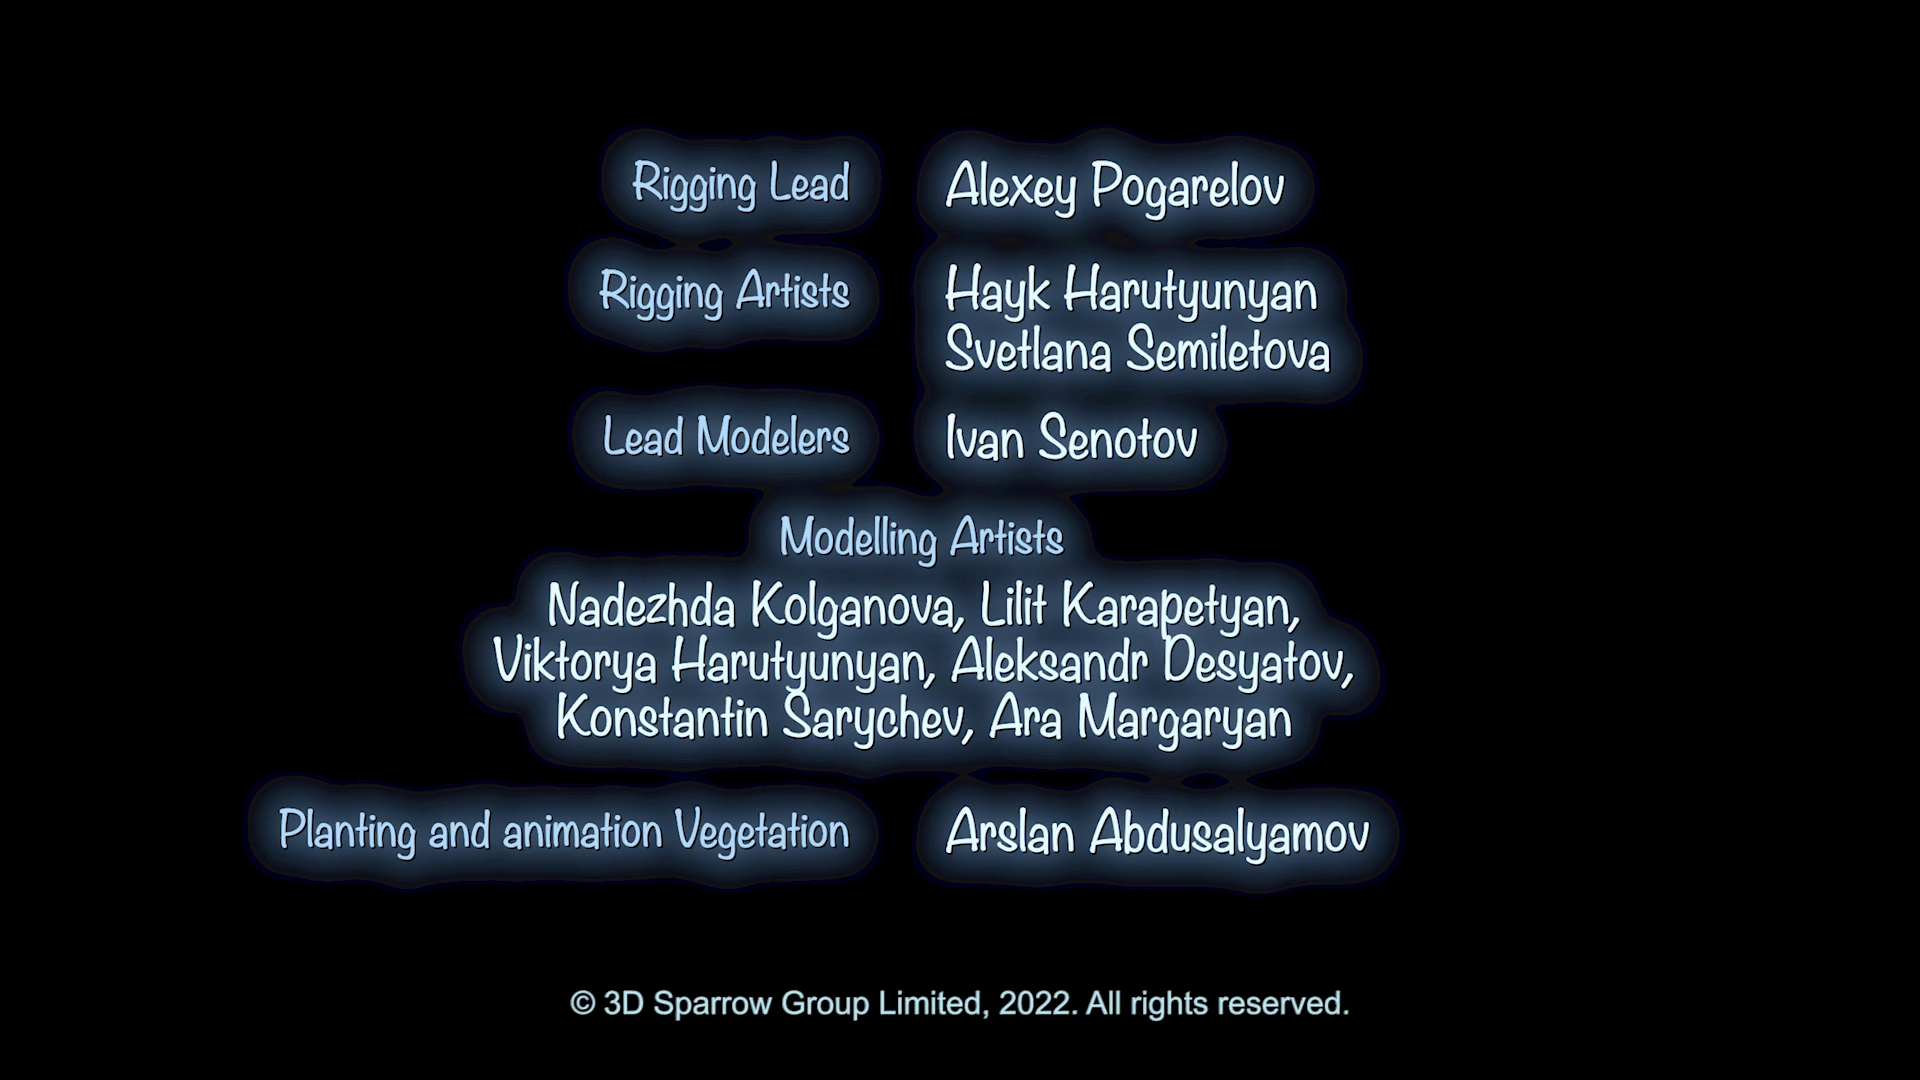 Rigging Lead Alexey Pogarelov
Rigging Artists Hayk Harutyunyan
Svetlana Semiletova
Lead Modelers Ivan Senotov
Modelling Artists
Nadezhda Kolganova, Lilit Karapetyan,
Viktorya Harutyunyan, Aleksandr Desyatov,
Konstantin Sarychev, Ara Margaryan
Planting and animation Vegetation Arslan Abdusalyamov
© 3D Sparrow Group Limited, 2022. All rights reserved.